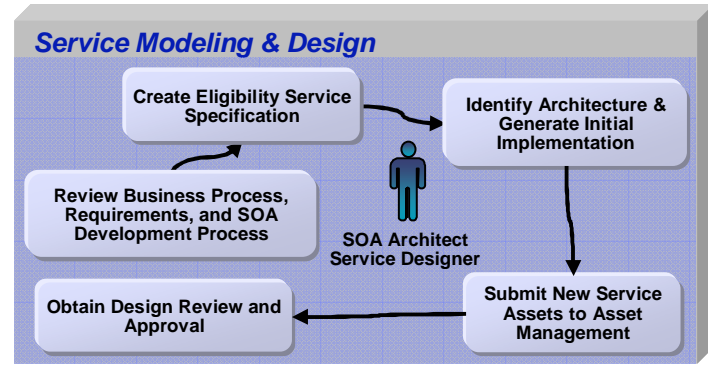 Service Modeling & Design
Create Eligibility Service
Specification
Identify Architecture &
Generate Initial
Implementation
Review Business Process,
Requirements, and SOA
Development Process
SOA Architect
Service Designer
Obtain Design Review and
Approval
Submit New Service
Assets to Asset
Management